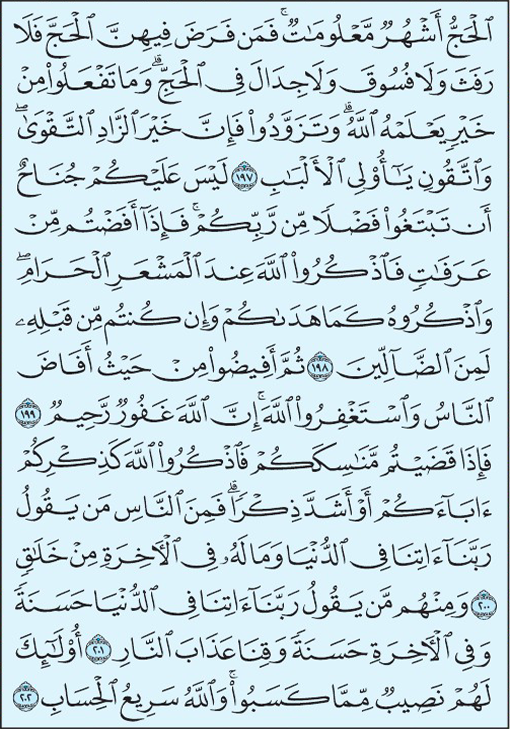 ٱلْحَجُّ أَشْهُرٌ مَّعْلُومَٰتٌ ۚ فَمَن فَرَضَ فِيهِنَّ ٱلْحَجَّ فَلَا
رَفَثَ وَلَا فُسُوقَ وَلَا جِدَالَ فِى ٱلْحَجِّ ۗ وَمَا تَفْعَلُوا۟ مِنْ
خَيْرٍ يَعْلَمْهُ ٱللَّهُ ۗ وَتَزَوَّدُوا۟ فَإِنَّ خَيْرَ ٱلزَّادِ ٱلتَّقْوَىٰ ۖ
وَٱتَّقُونِ يَٰٓأُو۟لِى ٱلْأَلْبَٰبِ ١٩٧ لَيْسَ عَلَيْكُمْ جُنَاحٌ
أَن تَبْتَغُوا۟ فَضْلًا مِّن رَّبِّكُمْ ۚ فَإِذَآ أَفَضْتُم مِّنْ
عَرَفَٰتٍ فَٱذْكُرُوا۟ ٱللَّهَ عِندَ ٱلْمَشْعَرِ ٱلْحَرَامِ ۖ
وَٱذْكُرُوهُ كَمَا هَدَىٰكُمْ وَإِن كُنتُم مِّن قَبْلِهِۦ
لَمِنَ ٱلضَّآلِّينَ ١٩٨ ثُمَّ أَفِيضُوا۟ مِنْ حَيْثُ أَفَاضَ
ٱلنَّاسُ وَٱسْتَغْفِرُوا۟ ٱللَّهَ ۚ إِنَّ ٱللَّهَ غَفُورٌ رَّحِيمٌ ١٩٩
فَإِذَا قَضَيْتُم مَّنَٰسِكَكُمْ فَٱذْكُرُوا۟ ٱللَّهَ كَذِكْرِكُمْ
ءَابَآءَكُمْ أَوْ أَشَدَّ ذِكْرًا ۗ فَمِنَ ٱلنَّاسِ مَن يَقُولُ
رَبَّنَآ ءَاتِنَا فِى ٱلدُّنْيَا وَمَا لَهُۥ فِى ٱلْأَخِرَةِ مِنْ خَلَٰقٍ
٢٠٠ وَمِنْهُم مَّن يَقُولُ رَبَّنَآ ءَاتِنَا فِى ٱلدُّنْيَا حَسَنَةً
وَفِى ٱلْأَخِرَةِ حَسَنَةً وَقِنَا عَذَابَ ٱلنَّارِ ٢٠١ أُو۟لَٰٓئِكَ
لَهُمْ نَصِيبٌ مِّمَّا كَسَبُوا۟ ۚ وَٱللَّهُ سَرِيعُ ٱلْحِسَابِ ٢٠٢